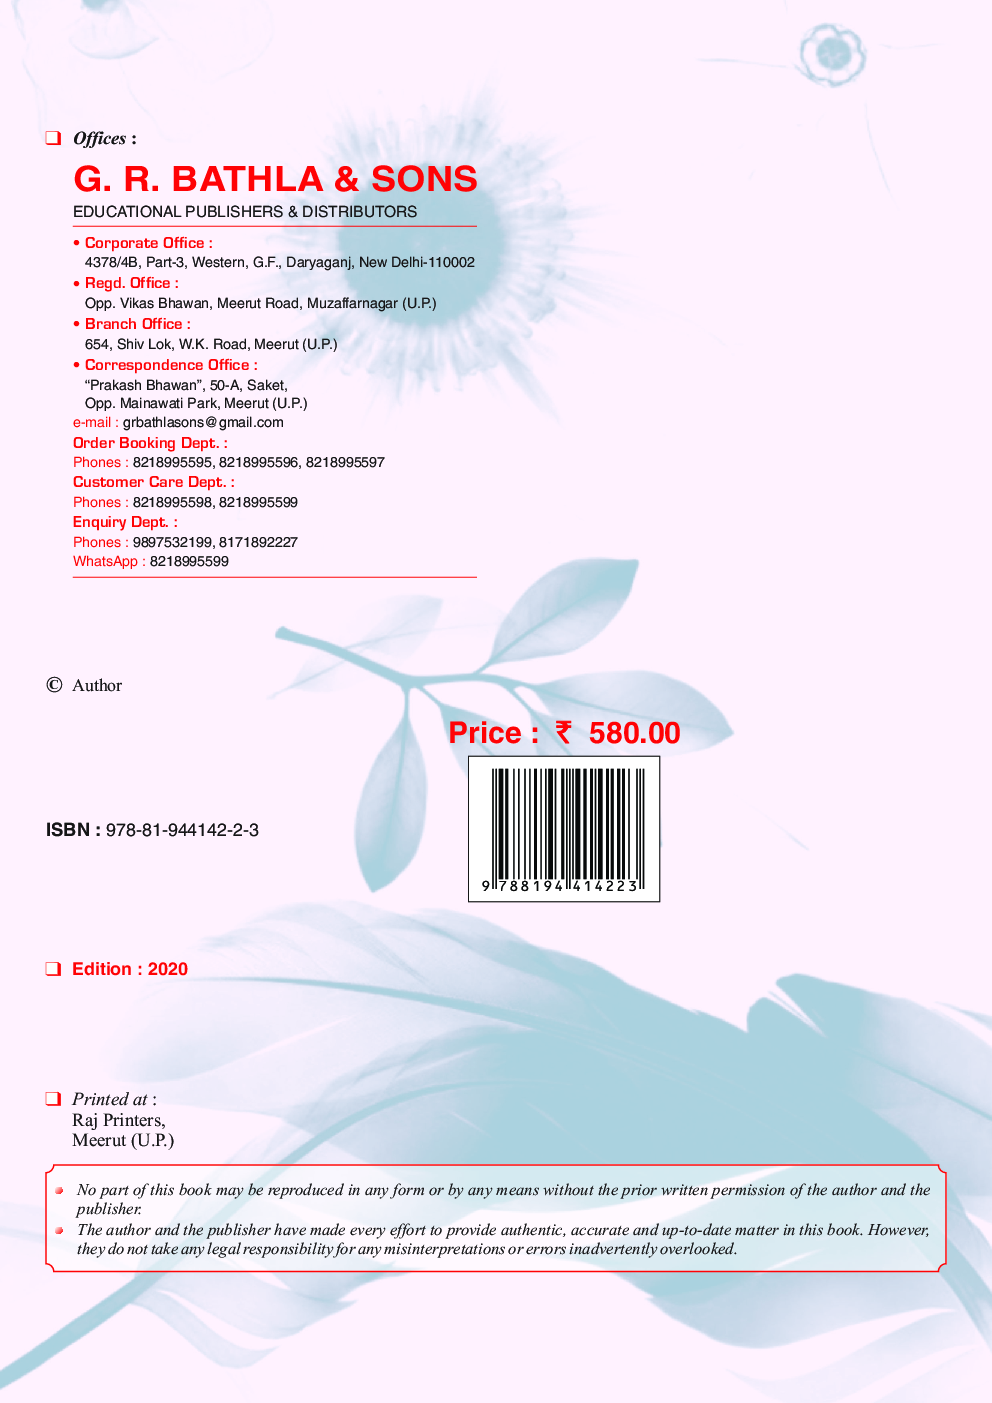 ❑ Offices :
G. R. BATHLA & SONS
EDUCATIONAL PUBLISHERS & DISTRIBUTORS
• Corporate Office :
4378/4B, Part-3, Western, G.F., Daryaganj, New Delhi-110002
• Regd. Office :
Opp. Vikas Bhawan, Meerut Road, Muzaffarnagar (U.P.)
• Branch Office :
654, Shiv Lok, W.K. Road, Meerut (U.P.)
• Correspondence Office :
“Prakash Bhawan”, 50-A, Saket,
Opp. Mainawati Park, Meerut (U.P.)
e-mail : grbathlasons@gmail.com
Order Booking Dept. :
Phones : 8218995595, 8218995596, 8218995597
Customer Care Dept. :
Phones : 8218995598, 8218995599
Enquiry Dept. :
Phones : 9897532199, 8171892227
WhatsApp : 8218995599
© Author
Price : ₹ 580.00
ISBN : 978-81-944142-2-3
9 788194 414223
❑ Edition : 2020
❑ Printed at :
Raj Printers,
Meerut (U.P.)
No part of this book may be reproduced in any form or by any means without the prior written permission of the author and the
publisher.
The author and the publisher have made every effort to provide authentic, accurate and up-to-date matter in this book. However,
they do not take any legal responsibility for any misinterpretations or errors inadvertently overlooked.